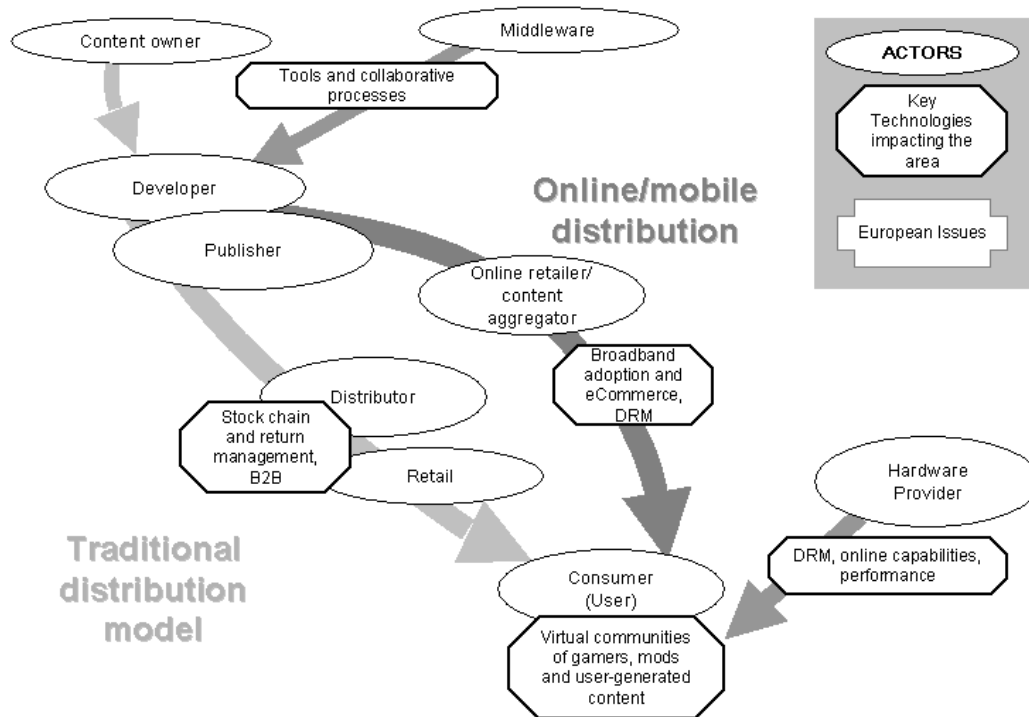 Content owner
Middleware
Tools and collaborative
processes
Developer
Publisher
Online/mobile
distribution
Online retailer/
content
aggregator
Broadband
adoption and
eCommerce,
DRM
Distributor
Stock chain
and return
management,
B2B
Retail
Traditional
distribution
model
Consumer
(User)
Virtual communities
of gamers, mods
and user-generated
content
Hardware
Provider
DRM, online capabilities,
performance
ACTORS
Key
Technologies
impacting the
area
European Issues